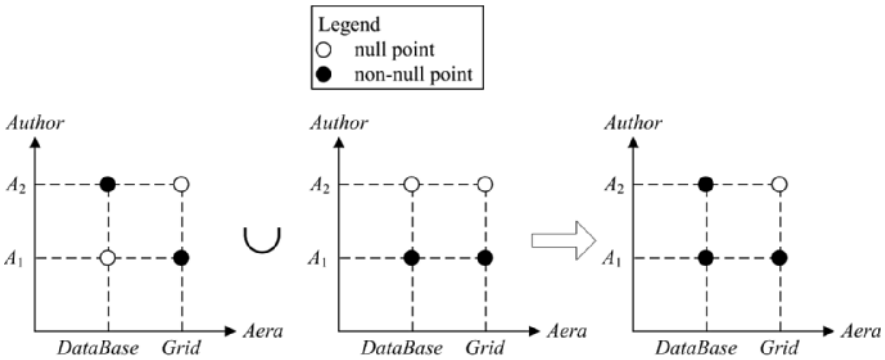 Legend
null point
non-null point
Author
A2
A1
DataBase Grid
Aera
∪
Author
A2
A1
DataBase Grid
Aera
Author
A2
A1
DataBase Grid
Aera